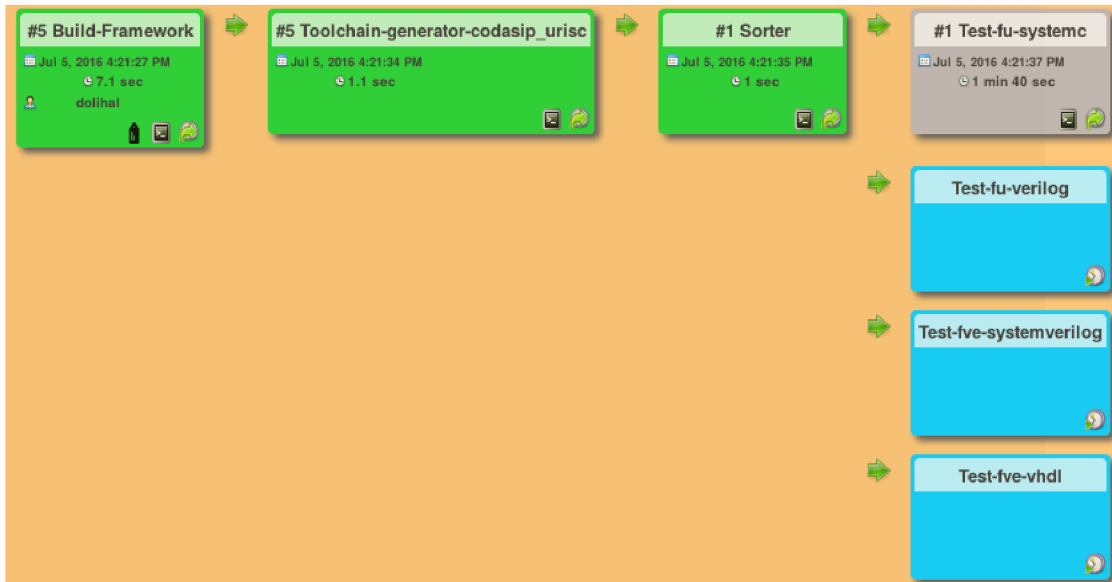 #5 Build-Framework
Jul 5, 2016 4:21:27 PM
7.1 sec
dolihal
#5 Toolchain-generator-codasip_urisc
Jul 5, 2016 4:21:34 PM
1.1 sec
#1 Sorter
Jul 5, 2016 4:21:35 PM
1 sec
#1 Test-fu-systemc
Jul 5, 2016 4:21:37 PM
1 min 40 sec
Test-fu-verilog
Test-fve-systemverilog
Test-fve-vhdl